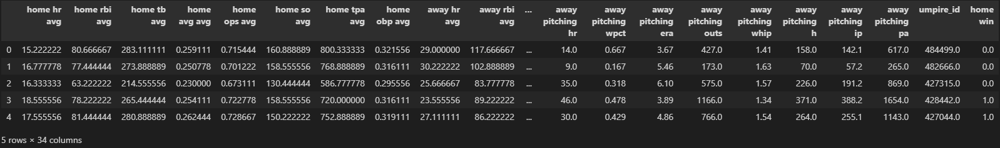 home hr avg home rbi avg home tb avg home avg avg home ops avg home so avg home tpa avg home obp avg away hr avg away rbi avg ... away pitching hr away pitching wpct away pitching era away pitching outs away pitching whip away pitching h away pitching ip away pitching pa umpire_id home win
0 15.222222 80.666667 283.111111 0.259111 0.715444 160.888889 800.333333 0.321556 29.000000 117.666667 ... 14.0 0.667 3.67 427.0 1.41 158.0 142.1 617.0 484499.0 0.0
1 16.777778 77.444444 273.888889 0.250778 0.701222 158.555556 768.888889 0.316111 30.222222 102.888889 ... 9.0 0.167 5.46 173.0 1.63 70.0 57.2 265.0 482666.0 0.0
2 16.333333 63.222222 214.555556 0.230000 0.673111 130.444444 586.777778 0.295556 25.666667 83.777778 ... 35.0 0.318 6.10 575.0 1.57 226.0 191.2 869.0 427315.0 0.0
3 18.555556 78.222222 265.444444 0.254111 0.722778 158.555556 720.000000 0.316111 23.555556 89.222222 ... 46.0 0.478 3.89 1166.0 1.34 371.0 388.2 1654.0 428442.0 1.0
4 17.555556 81.444444 280.888889 0.262444 0.728667 150.222222 752.888889 0.319111 27.111111 86.222222 ... 30.0 0.429 4.86 766.0 1.54 264.0 255.1 1143.0 427044.0 1.0
5 rows × 34 columns